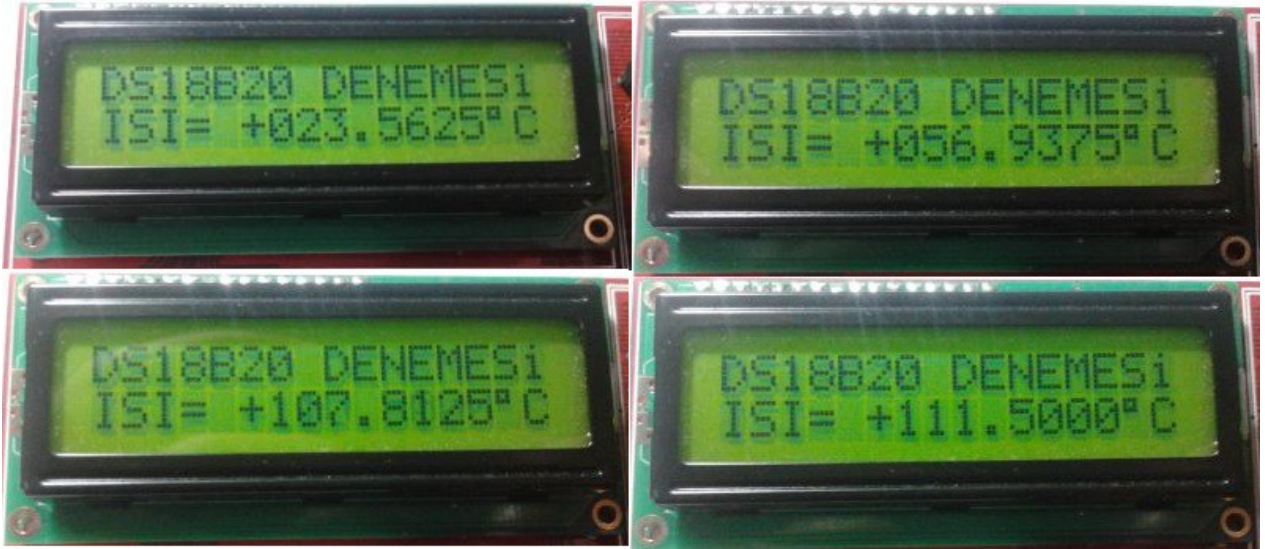 DS18B20 DENEMESi
ISI= +023.5625°C
DS18B20 DENEMESi
ISI= +056.9375°C
DS18B20 DENEMESi
ISI= +107.8125°C
DS18B20 DENEMESi
ISI= +111.5000°C